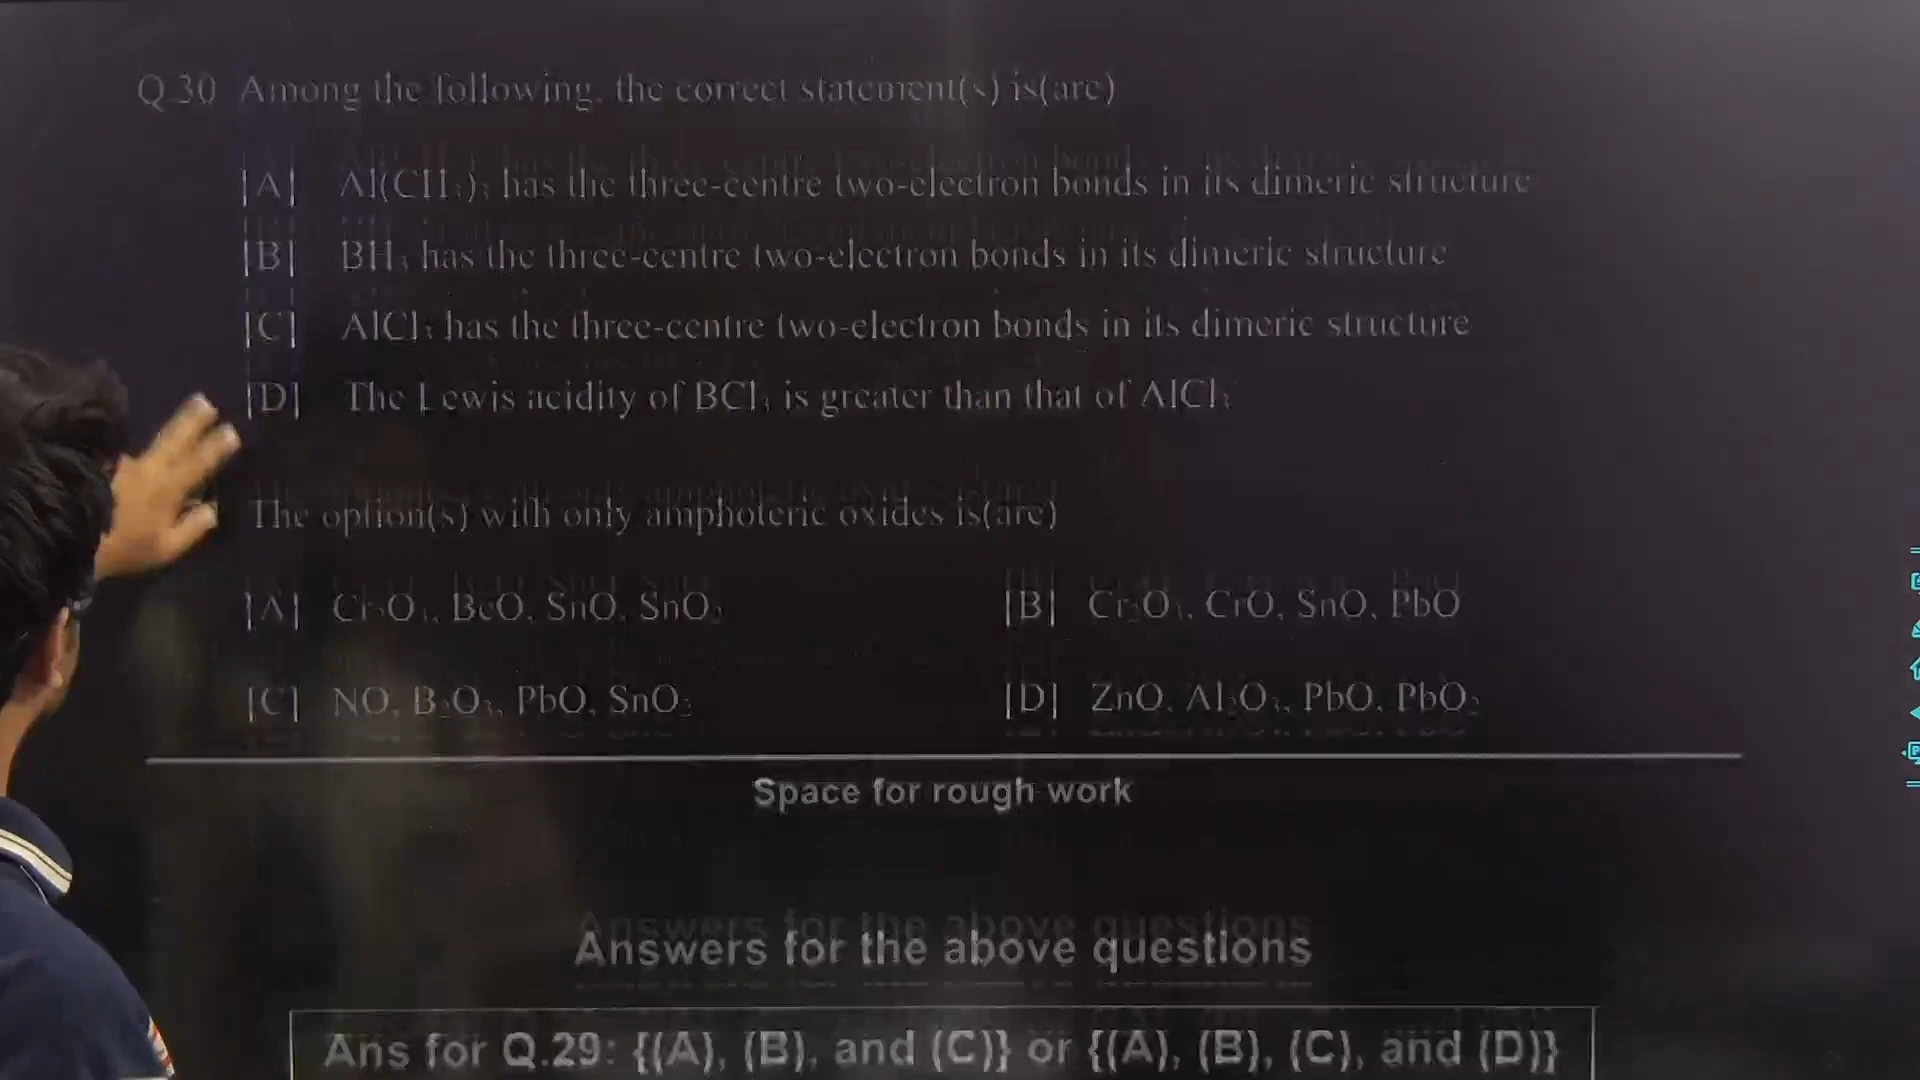 Q.30 Among the following, the correct statement(s) is(are)
[A] Al(CH₃)₃ has the three-centre two-electron bonds in its dimeric structure
[B] BH₃ has the three-centre two-electron bonds in its dimeric structure
[C] AlCl₃ has the three-centre two-electron bonds in its dimeric structure
[D] The Lewis acidity of BCl₃ is greater than that of AlCl₃
The option(s) with only amphoteric oxides is(are)
[A] Cr₂O₃, BeO, SnO, SnO₂ [B] Cr₂O₃, CrO, SnO, PbO
[C] NO, B₂O₃, PbO, SnO₂ [D] ZnO, Al₂O₃, PbO, PbO₂
Space for rough work
Answers for the above questions
Ans for Q.29: {(A), (B), and (C)} or {(A), (B), (C), and (D)}